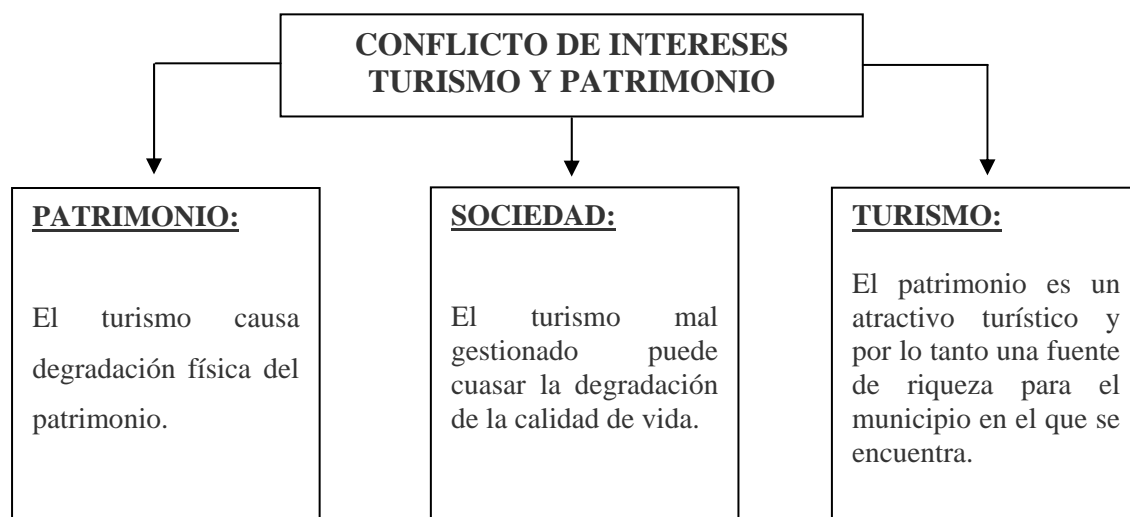 CONFLICTO DE INTERESES
TURISMO Y PATRIMONIO
PATRIMONIO:
El turismo causa
degradación física del
patrimonio.
SOCIEDAD:
El turismo mal
gestionado puede
cuasar la degradación
de la calidad de vida.
TURISMO:
El patrimonio es un
atractivo turístico y
por lo tanto una fuente
de riqueza para el
municipio en el que se
encuentra.